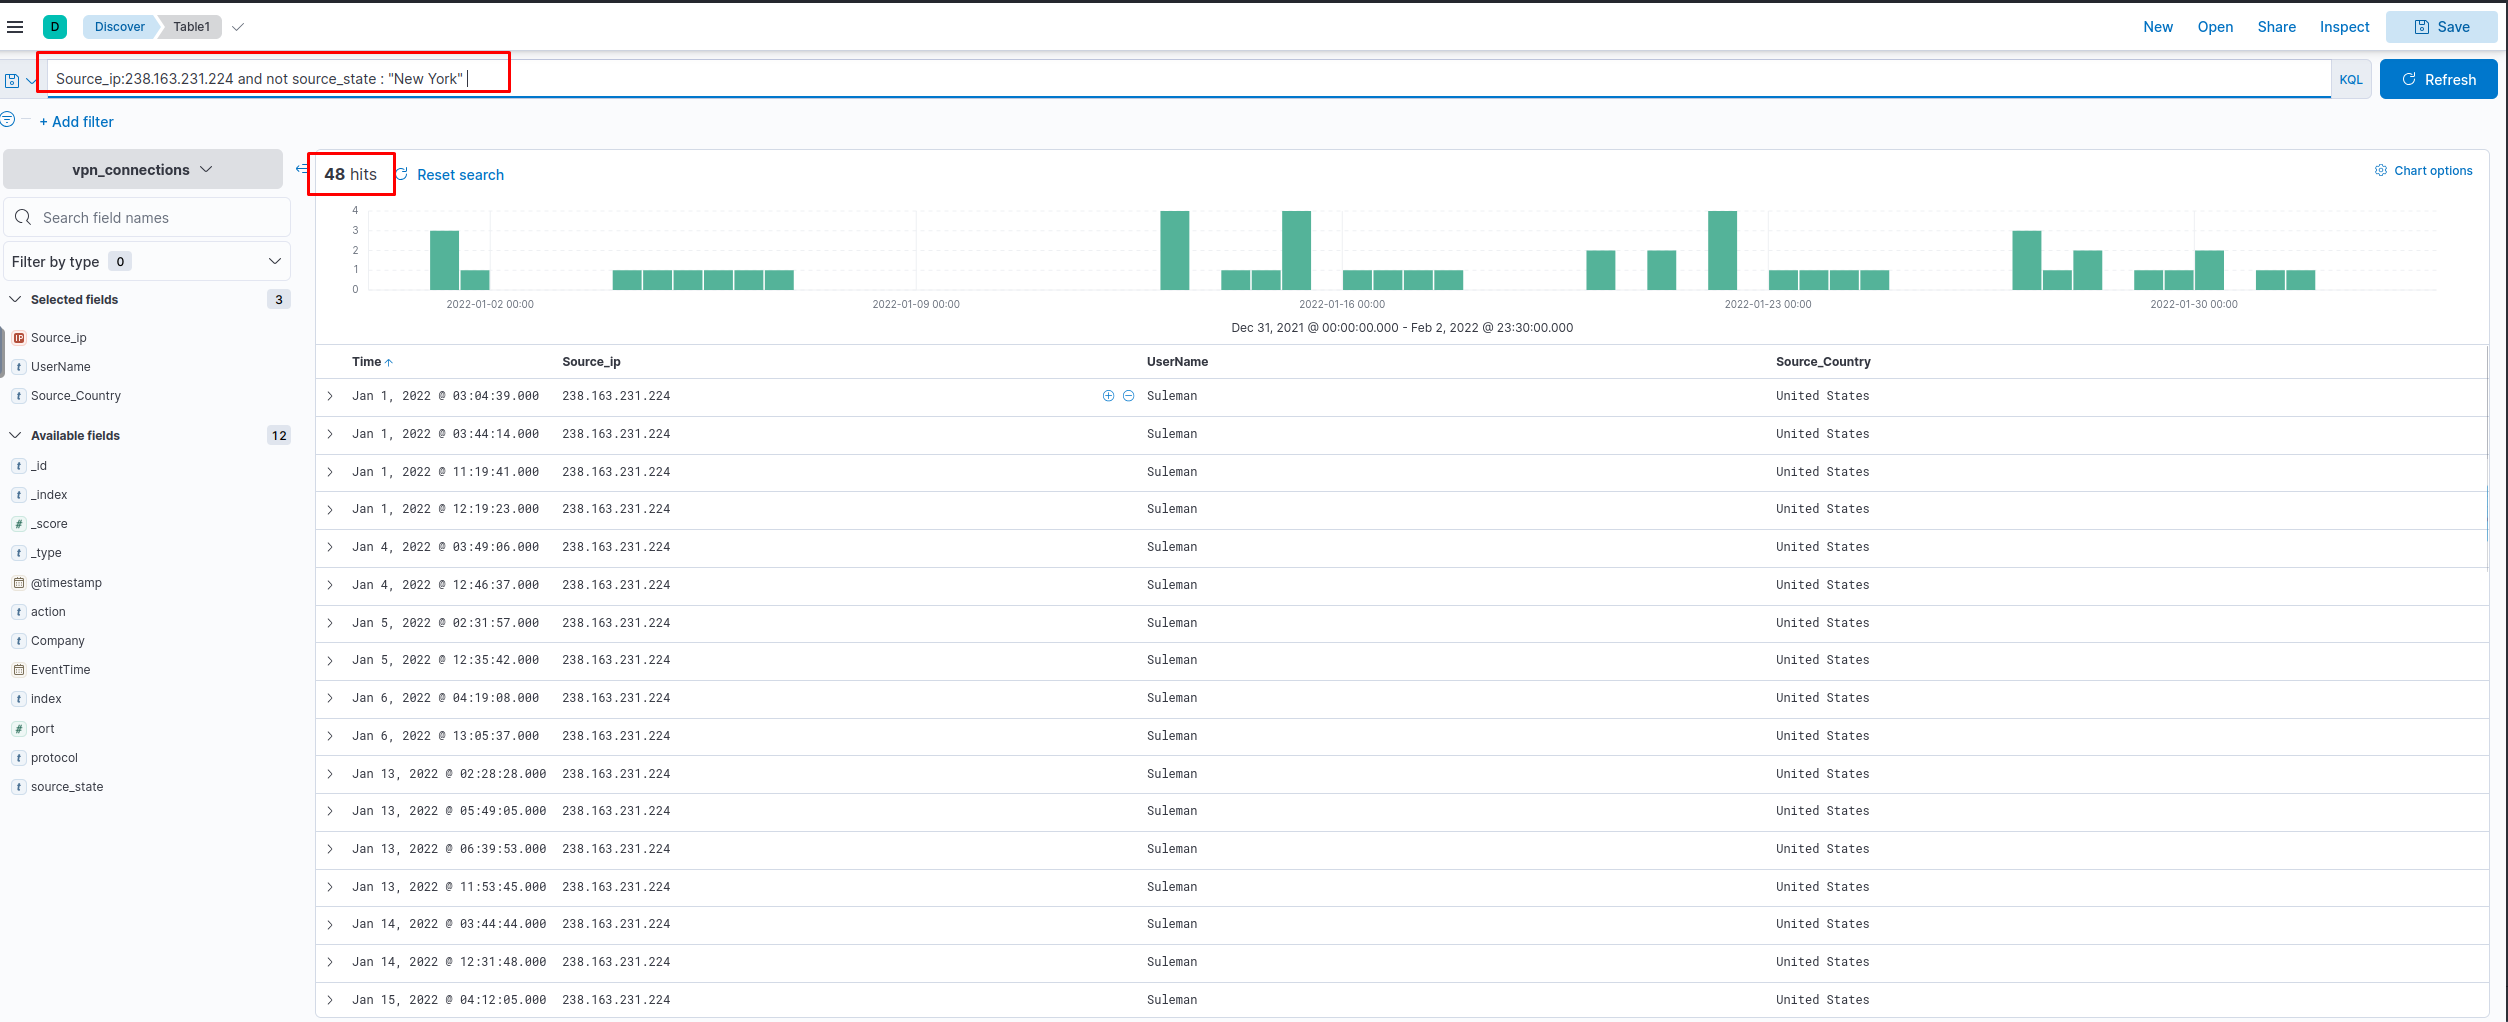 D Discover Table1 New Open Share Inspect Save
Source_ip:238.163.231.224 and not source_state : "New York" KQL Refresh
+ Add filter
vpn_connections
Search field names
Filter by type 0
Selected fields 3
IP Source_ip
t UserName
t Source_Country
Available fields 12
t _id
t _index
# _score
t _type
@timestamp
t action
t Company
EventTime
t index
# port
t protocol
t source_state
48 hits Reset search Chart options
4
3
2
1
0
2022-01-02 00:00 2022-01-09 00:00 2022-01-16 00:00 2022-01-23 00:00 2022-01-30 00:00
Dec 31, 2021 @ 00:00:00.000 - Feb 2, 2022 @ 23:30:00.000
Time Source_ip UserName Source_Country
Jan 1, 2022 @ 03:04:39.000 238.163.231.224 Suleman United States
Jan 1, 2022 @ 03:44:14.000 238.163.231.224 Suleman United States
Jan 1, 2022 @ 11:19:41.000 238.163.231.224 Suleman United States
Jan 1, 2022 @ 12:19:23.000 238.163.231.224 Suleman United States
Jan 4, 2022 @ 03:49:06.000 238.163.231.224 Suleman United States
Jan 4, 2022 @ 12:46:37.000 238.163.231.224 Suleman United States
Jan 5, 2022 @ 02:31:57.000 238.163.231.224 Suleman United States
Jan 5, 2022 @ 12:35:42.000 238.163.231.224 Suleman United States
Jan 6, 2022 @ 04:19:08.000 238.163.231.224 Suleman United States
Jan 6, 2022 @ 13:05:37.000 238.163.231.224 Suleman United States
Jan 13, 2022 @ 02:28:28.000 238.163.231.224 Suleman United States
Jan 13, 2022 @ 05:49:05.000 238.163.231.224 Suleman United States
Jan 13, 2022 @ 06:39:53.000 238.163.231.224 Suleman United States
Jan 13, 2022 @ 11:53:45.000 238.163.231.224 Suleman United States
Jan 14, 2022 @ 03:44:44.000 238.163.231.224 Suleman United States
Jan 14, 2022 @ 12:31:48.000 238.163.231.224 Suleman United States
Jan 15, 2022 @ 04:12:05.000 238.163.231.224 Suleman United States